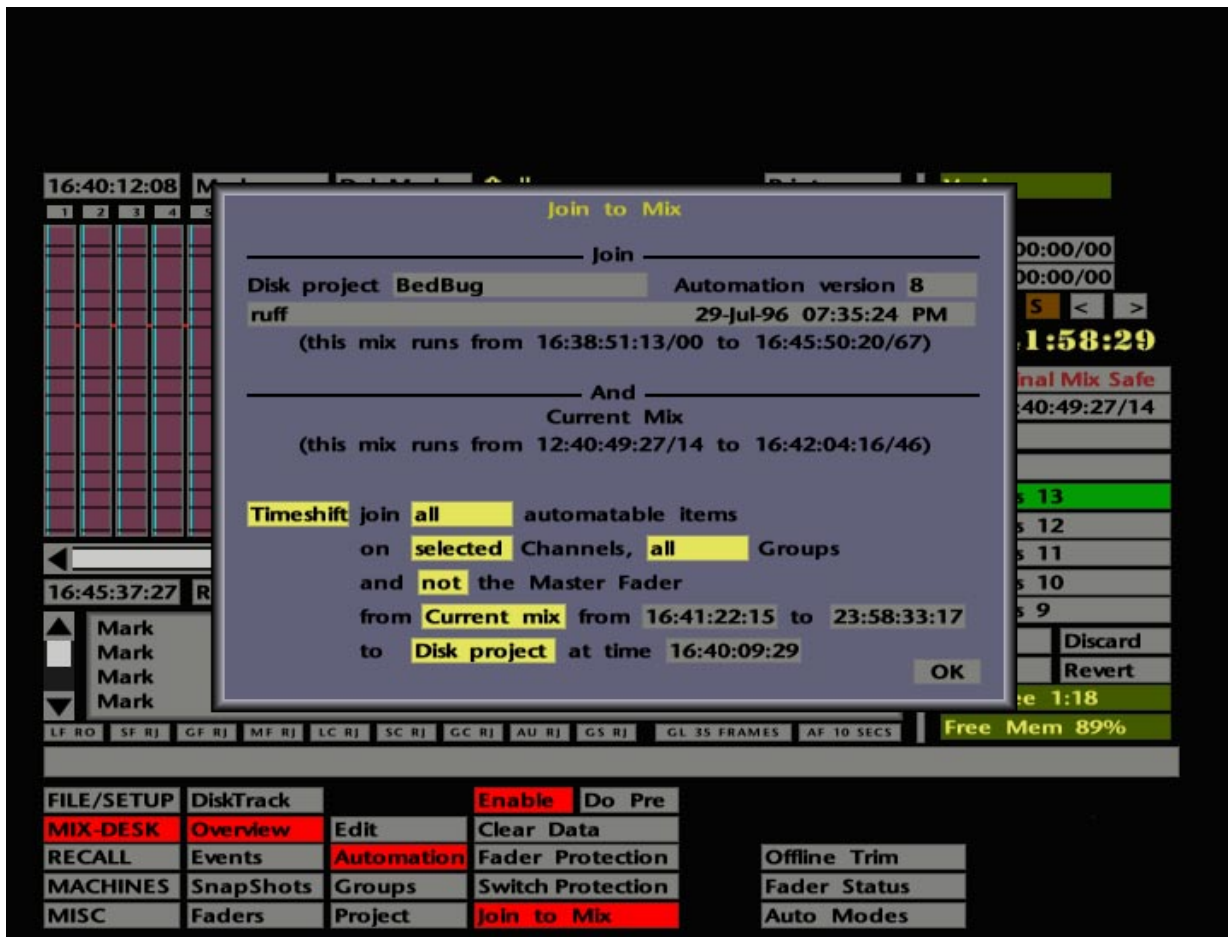 16:40:12:08
1 2 3 4
Join to Mix
Join
Disk project BedBug Automation version 8
ruff 29-Jul-96 07:35:24 PM
(this mix runs from 16:38:51:13/00 to 16:45:50:20/67)
And
Current Mix
(this mix runs from 12:40:49:27/14 to 16:42:04:16/46)
Timeshift join all automatable items
on selected Channels, all Groups
and not the Master Fader
from Current mix from 16:41:22:15 to 23:58:33:17
to Disk project at time 16:40:09:29
OK
00:00/00
00:00/00
S < >
1:58:29
Mix Safe
:40:49:27/14
13
12
11
10
9
Discard
Revert
1:18
Free Mem 89%
16:45:37:27 R
Mark
Mark
Mark
Mark
LF RO SF RJ GF RJ MF RJ LC RJ SC RJ GC RJ AU RJ GS RJ GL 35 FRAMES AF 10 SECS
FILE/SETUP DiskTrack Enable Do Pre
MIX-DESK Overview Edit Clear Data
RECALL Events Automation Fader Protection Offline Trim
MACHINES SnapShots Groups Switch Protection Fader Status
MISC Faders Project Join to Mix Auto Modes